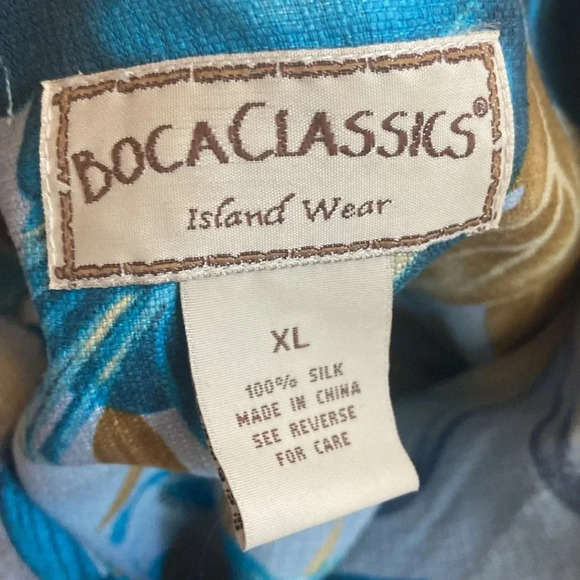 BOCACLASSICS®
Island Wear
XL
100% SILK
MADE IN CHINA
SEE REVERSE
FOR CARE